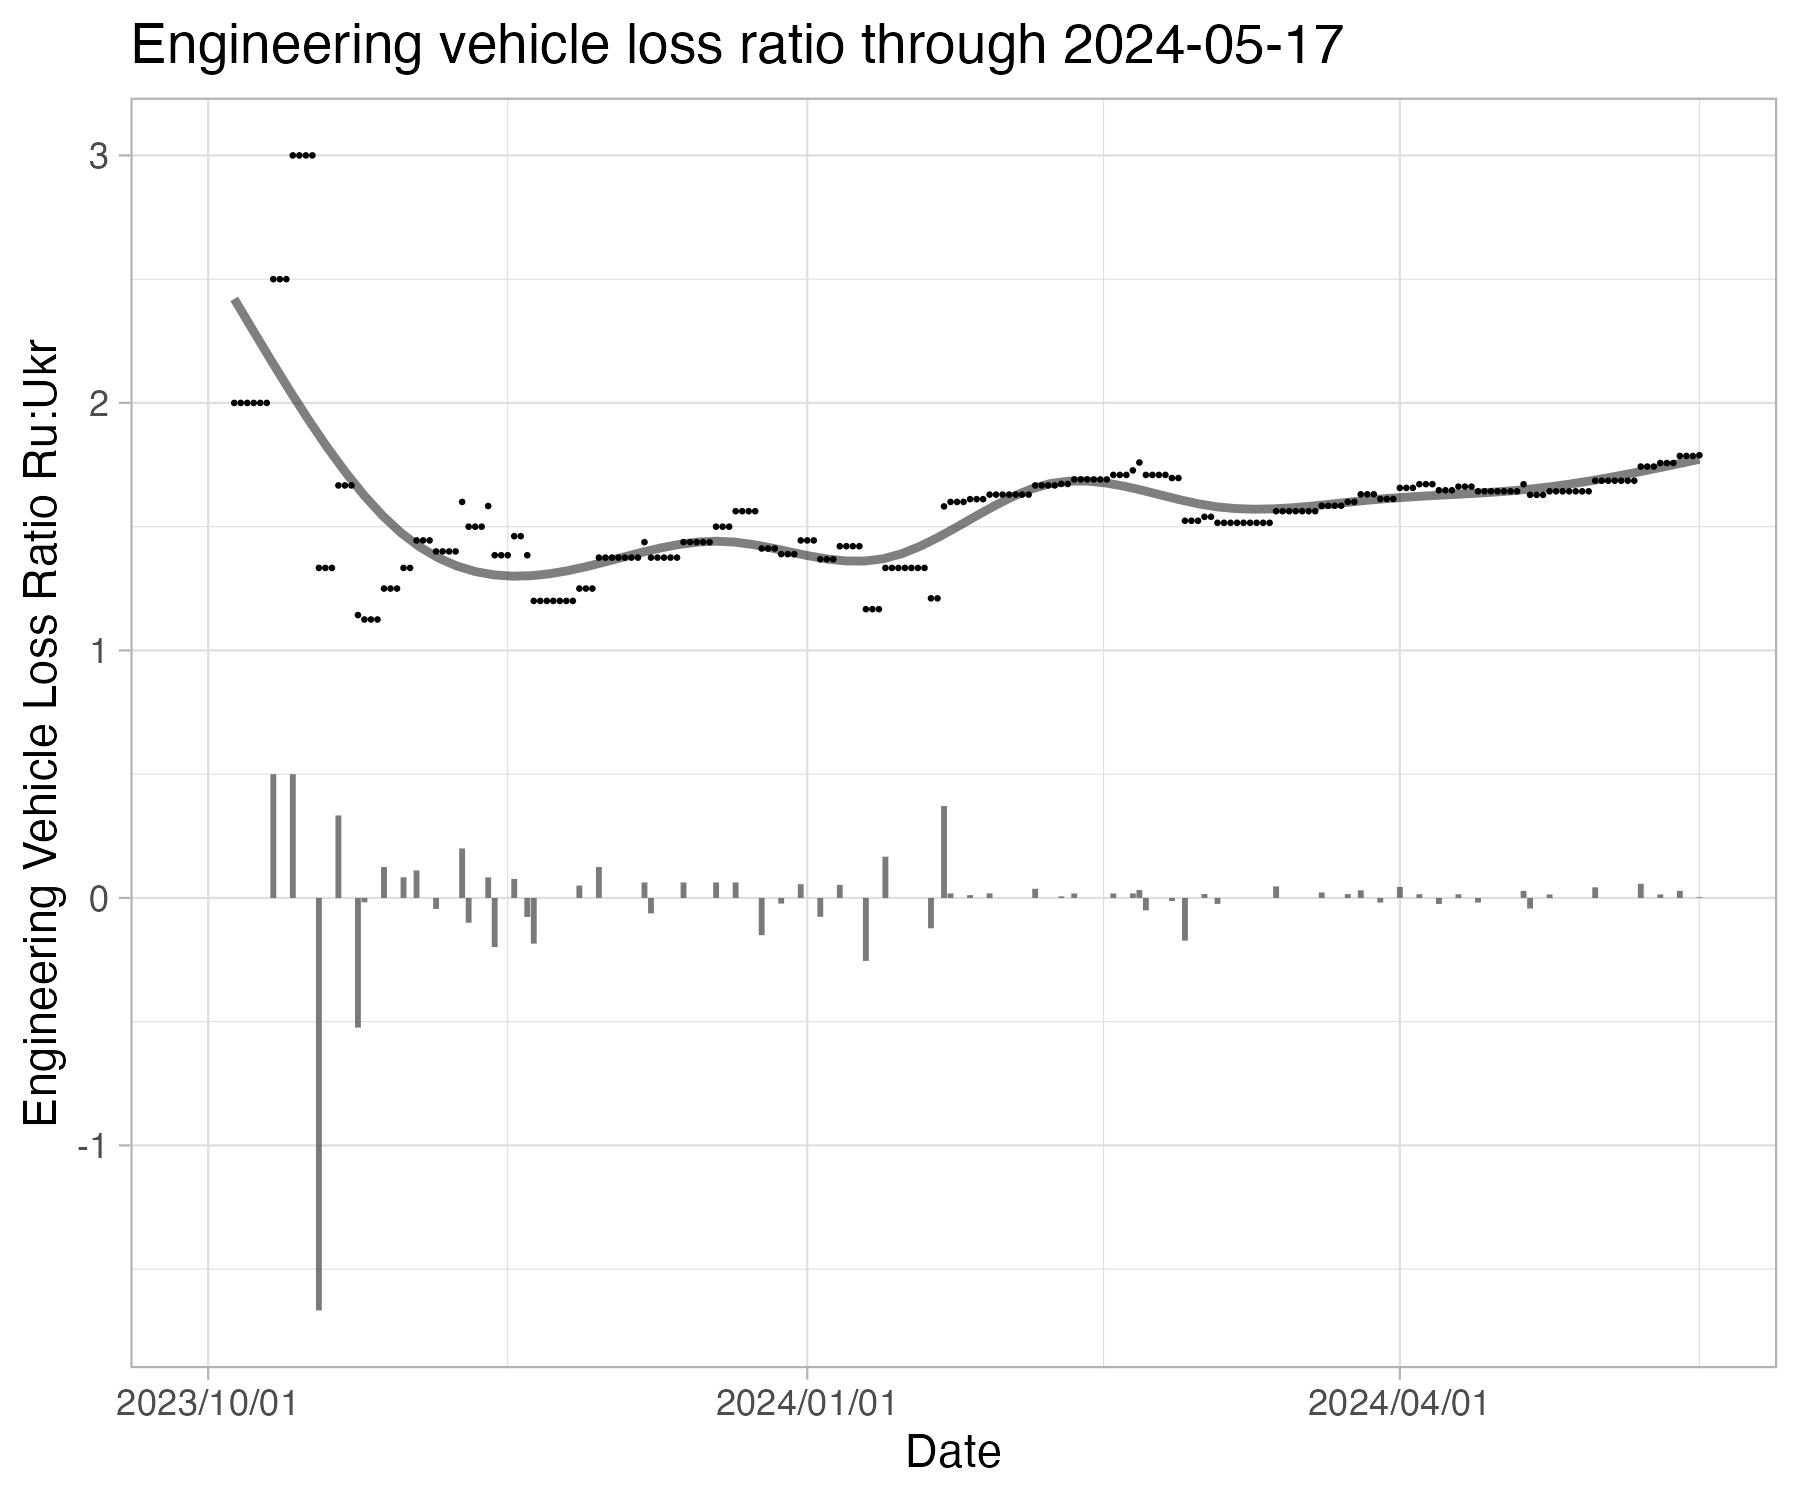 Engineering vehicle loss ratio through 2024-05-17
Engineering Vehicle Loss Ratio Ru:Ukr
3
2
1
0
-1
2023/10/01
2024/01/01
2024/04/01
Date